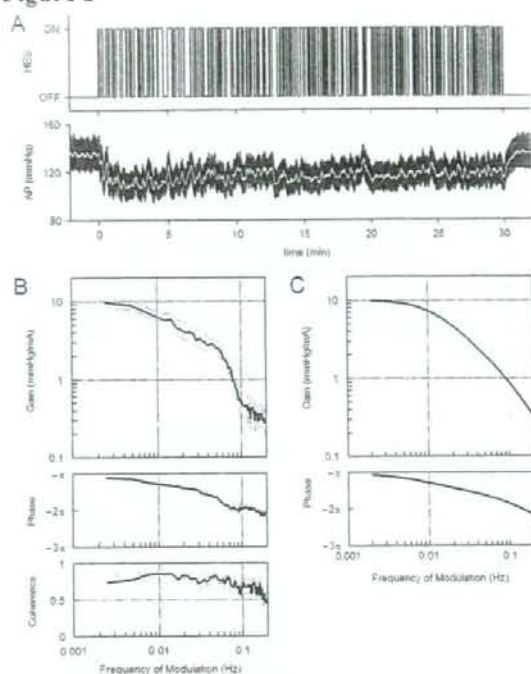 A
ON
HES
OFF
160
AP (mmHg)
120
80
0 5 10 15 20 25 30
time (min)
B
C
10
Gain (mmHg/mA)
1
0.1
10
Gain (mmHg/mA)
1
0.1
-π
Phase
-2π
-3π
-π
Phase
-2π
-3π
0.001 0.01 0.1
Frequency of Modulation (Hz)
1
Coherence
0.5
0
0.001 0.01 0.1
Frequency of Modulation (Hz)